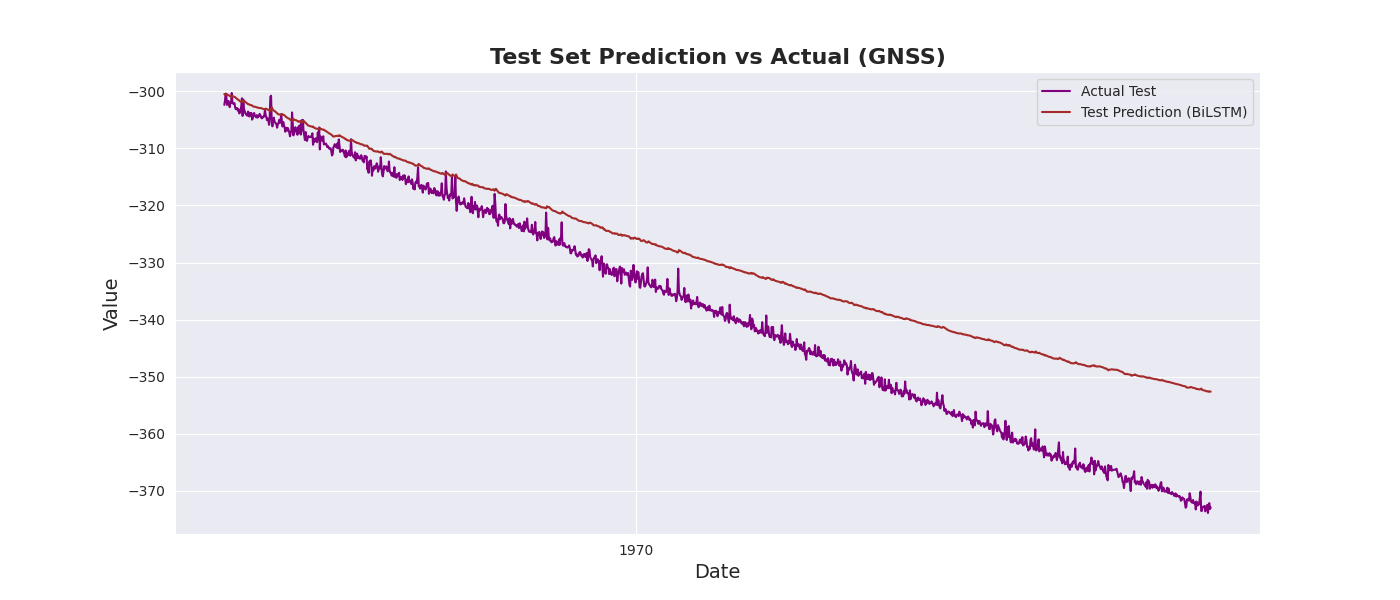 Test Set Prediction vs Actual (GNSS)
Actual Test
Test Prediction (BiLSTM)
−300
−310
−320
−330
−340
−350
−360
−370
Value
1970
Date